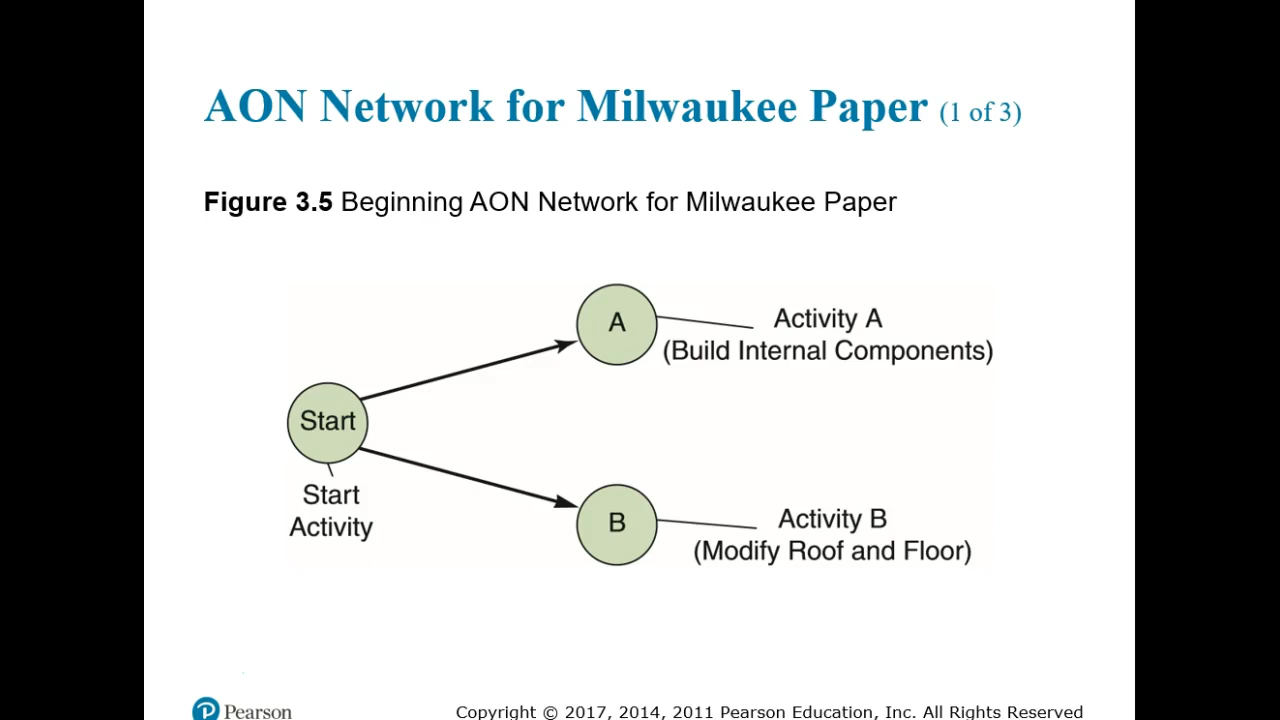 AON Network for Milwaukee Paper (1 of 3)
Figure 3.5 Beginning AON Network for Milwaukee Paper
A
Activity A
(Build Internal Components)
Start
Start
Activity
B
Activity B
(Modify Roof and Floor)
Pearson
Copyright © 2017, 2014, 2011 Pearson Education, Inc. All Rights Reserved